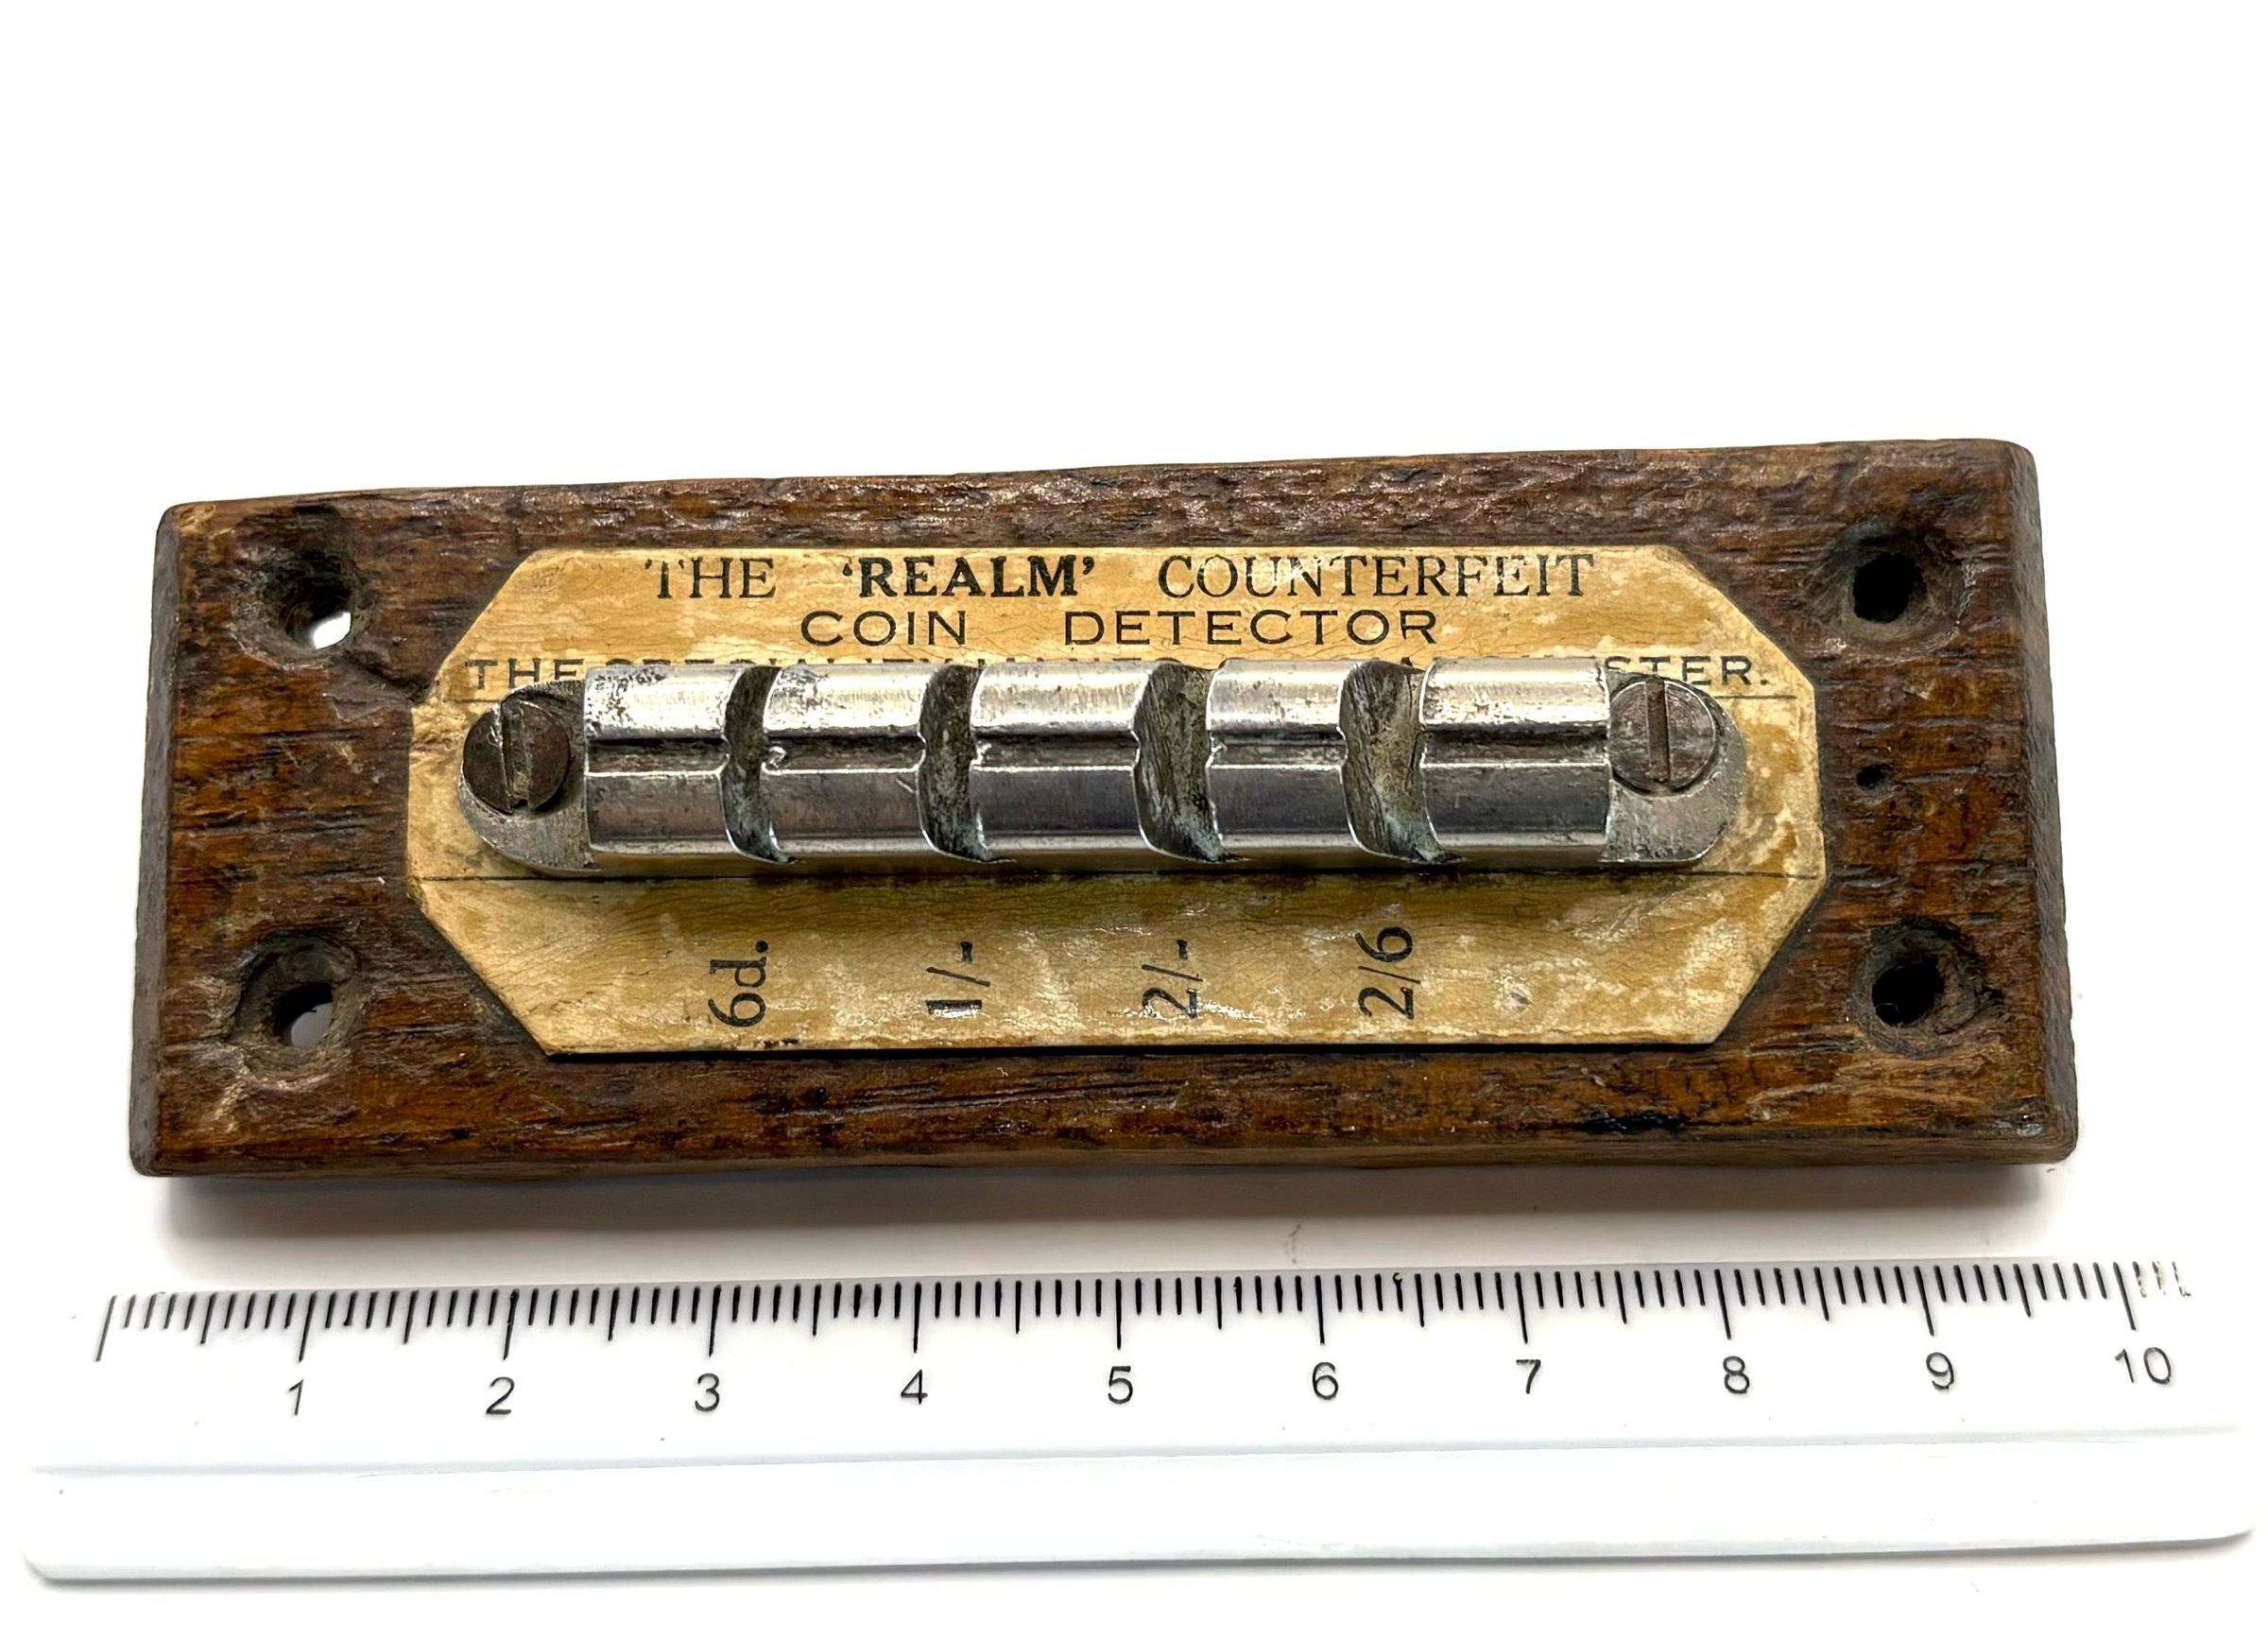 THE 'REALM' COUNTERFEIT
COIN DETECTOR
THE
6d. 1/- 2/- 2/6
1 2 3 4 5 6 7 8 9 10